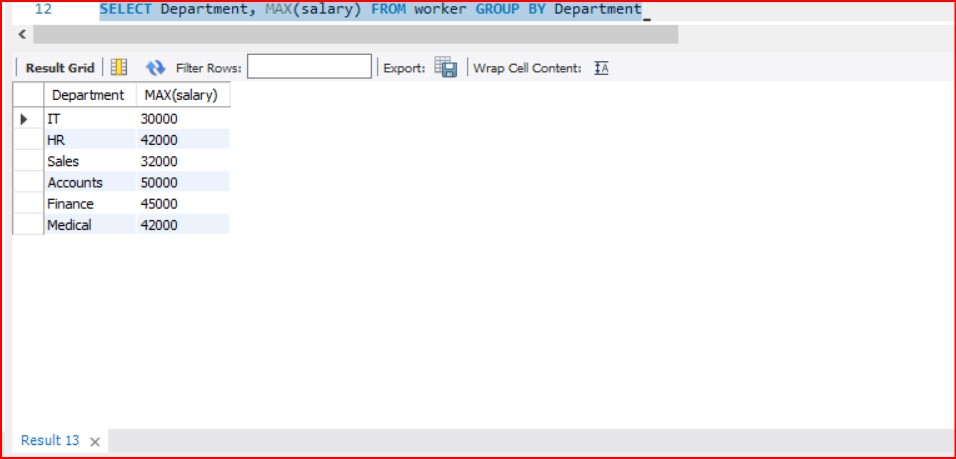 12 SELECT Department, MAX(salary) FROM worker GROUP BY Department
Result Grid Filter Rows: Export: Wrap Cell Content:
Department MAX(salary)
IT 30000
HR 42000
Sales 32000
Accounts 50000
Finance 45000
Medical 42000
Result 13